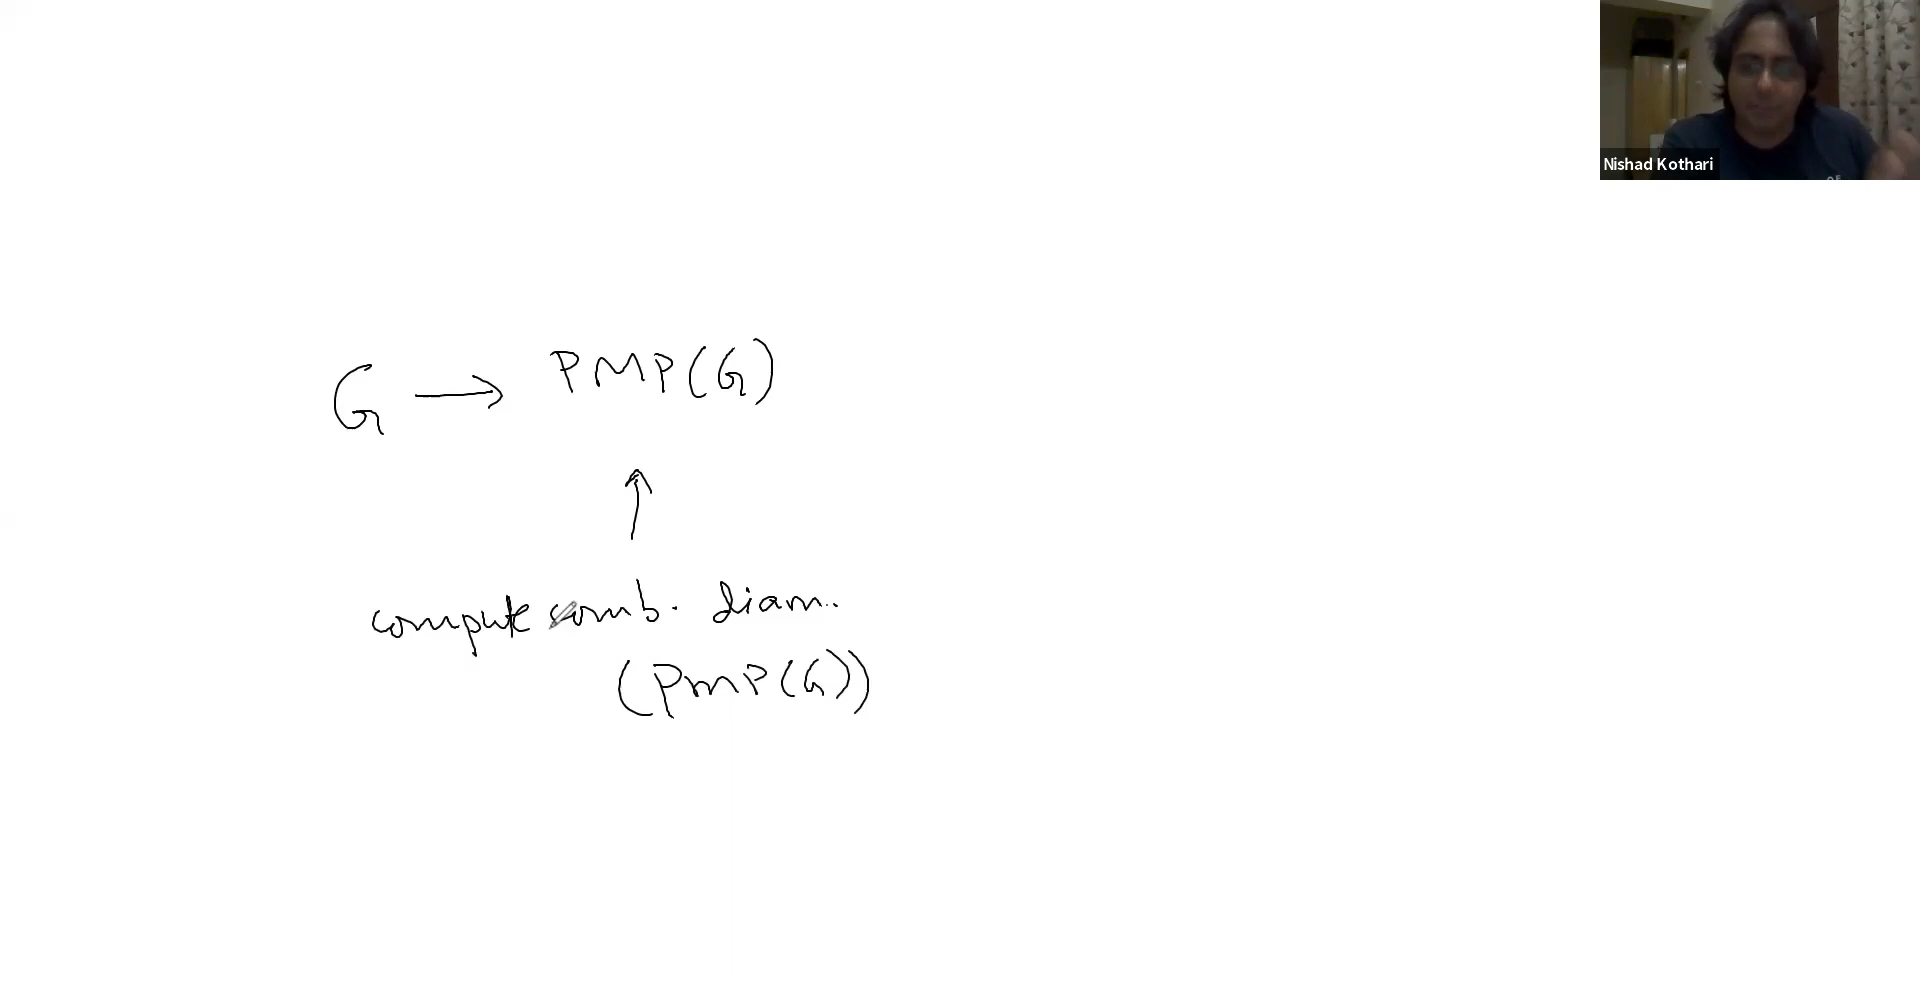 Nishad Kothari
G → PMP(G)
↑
compute comb. diam.
(PMP(G))